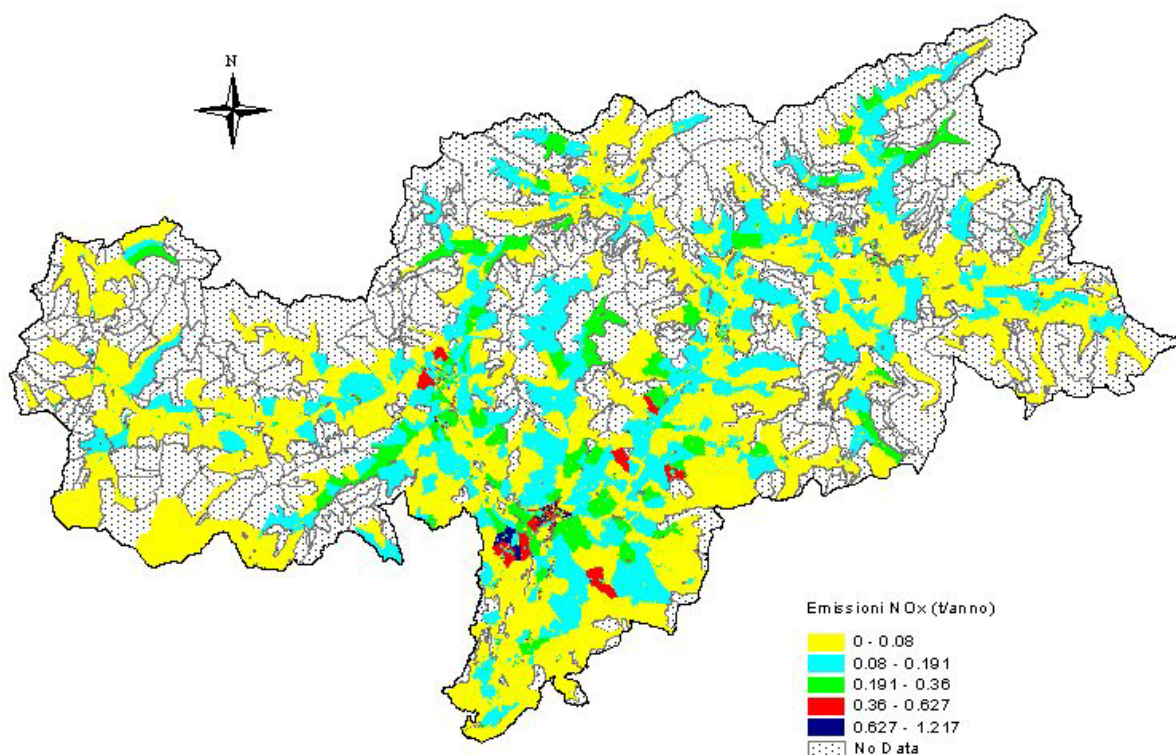 N
Emissioni NOx (t/anno)
0 - 0.08
0.08 - 0.191
0.191 - 0.36
0.36 - 0.627
0.627 - 1.217
No Data